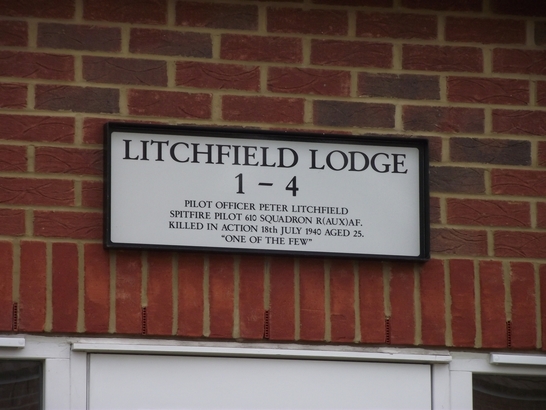 LITCHFIELD LODGE
1 - 4
PILOT OFFICER PETER LITCHFIELD
SPITFIRE PILOT 610 SQUADRON R(AUX)AF.
KILLED IN ACTION 18th JULY 1940 AGED 25.
"ONE OF THE FEW"